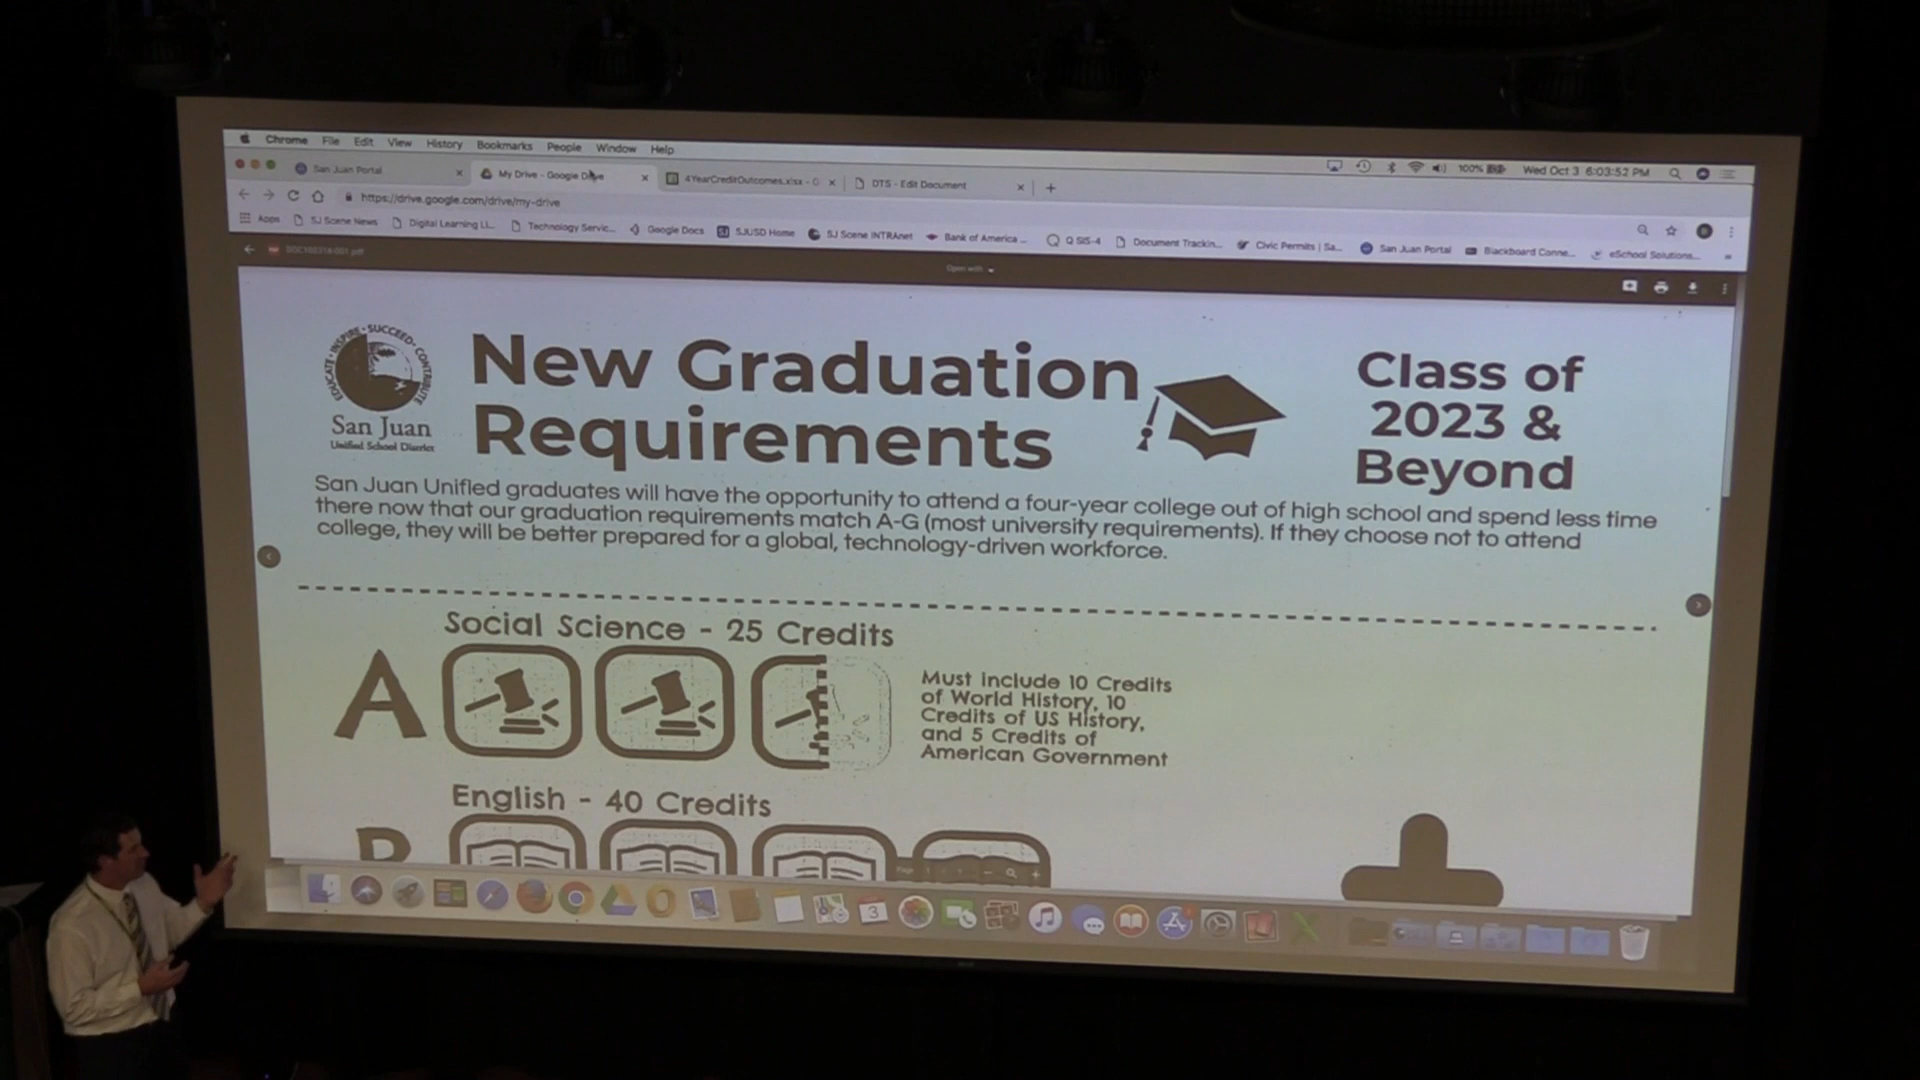 Chrome File Edit View History Bookmarks People Window Help
100% Wed Oct 3 6:03:52 PM
San Juan Portal
My Drive - Google Drive
4YearCreditOutcomes.xlsx - G
DTS - Edit Document
https://drive.google.com/drive/my-drive
Apps SJ Scene News Digital Learning Li... Technology Servic... Google Docs SJUSD Home SJ Scene INTRAnet Bank of America ... Q SIS-4 Document Trackin... Civic Permits | Sa... San Juan Portal Blackboard Conne... eSchool Solutions...
Open with
EDUCATE • INSPIRE • SUCCEED • CONTRIBUTE
San Juan
Unified School District
New Graduation
Requirements
Class of
2023 &
Beyond
San Juan Unified graduates will have the opportunity to attend a four-year college out of high school and spend less time
there now that our graduation requirements match A-G (most university requirements). If they choose not to attend
college, they will be better prepared for a global, technology-driven workforce.
Social Science - 25 Credits
A
Must include 10 Credits
of World History, 10
Credits of US History,
and 5 Credits of
American Government
English - 40 Credits
B
Page
3